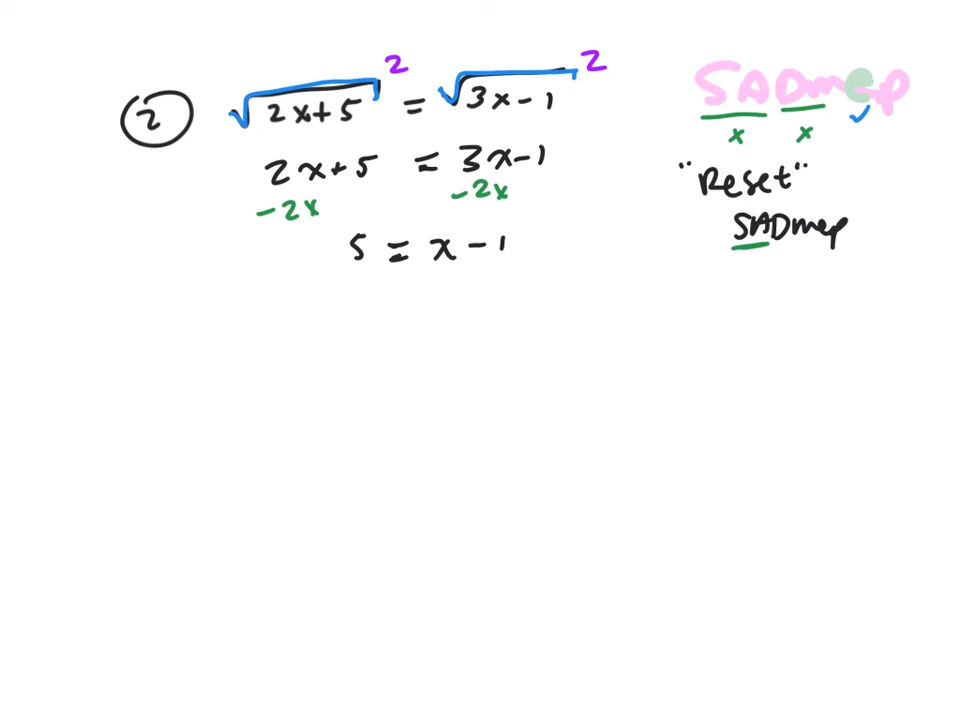 ② √(2x+5)² = √(3x-1)² SADmep
x x ✓
2x+5 = 3x-1 "Reset"
-2x -2x SADmep
5 = x-1